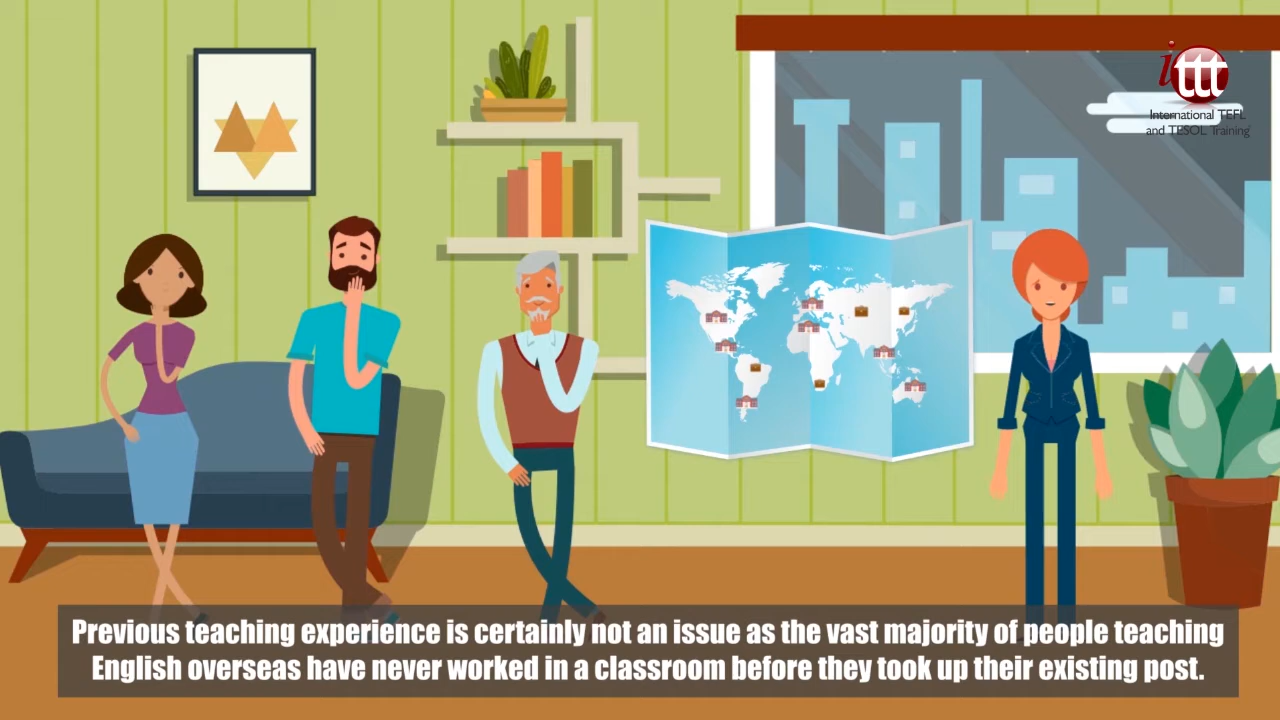 ittt
International TEFL
and TESOL Training
Previous teaching experience is certainly not an issue as the vast majority of people teaching
English overseas have never worked in a classroom before they took up their existing post.